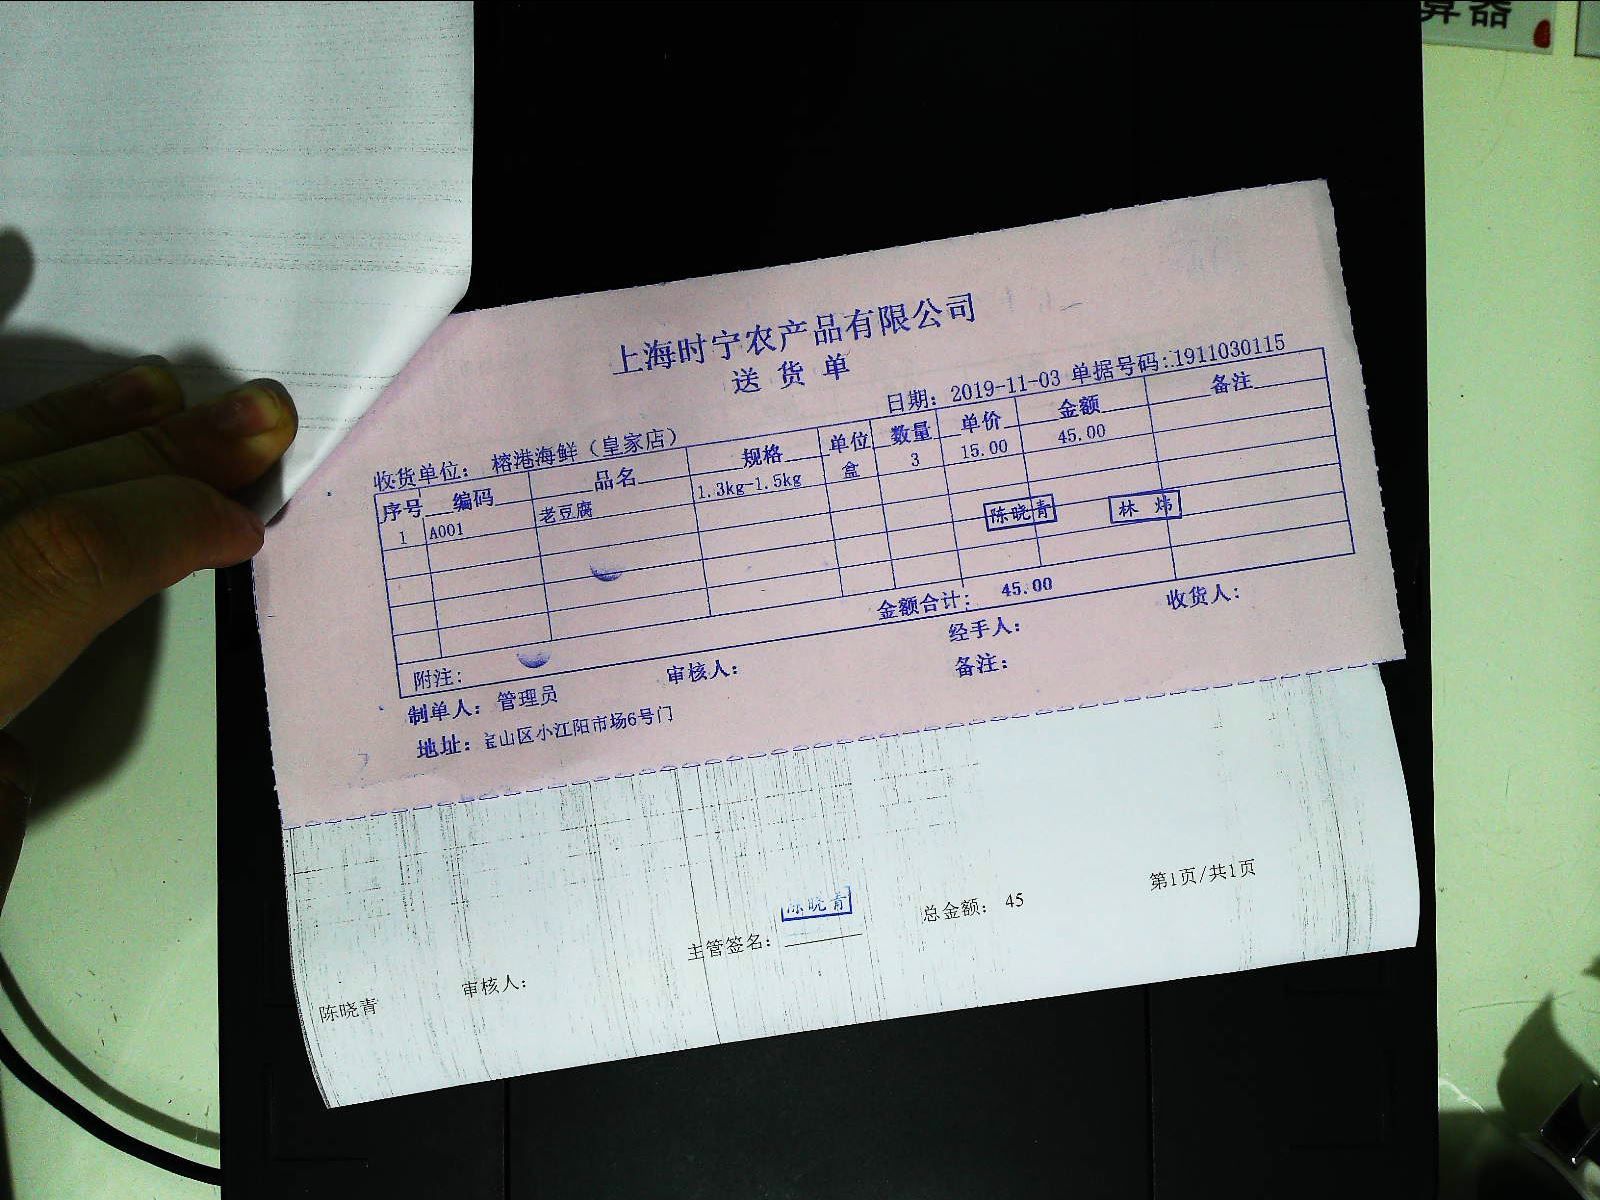 算器
上海时宁农产品有限公司
送货单
日期: 2019-11-03 单据号码: 1911030115
收货单位: 榕港海鲜（皇家店）
序号 编码 品名 规格 单位 数量 单价 金额 备注
1 A001 老豆腐 1.3kg-1.5kg 盒 3 15.00 45.00
陈晓青 林炜
金额合计: 45.00
附注:
制单人: 管理员 审核人: 经手人: 收货人:
地址: 宝山区小江阳市场6号门 备注:
陈晓青
陈晓青 审核人: 主管签名: 总金额: 45 第1页/共1页